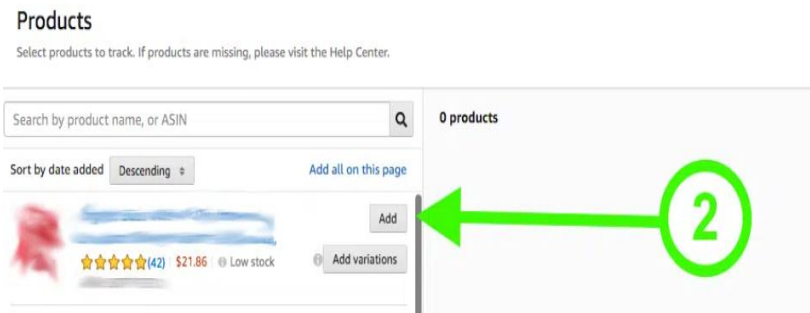 Products
Select products to track. If products are missing, please visit the Help Center.
Search by product name, or ASIN
0 products
Sort by date added Descending Add all on this page
Add
2
(42) $21.86 Low stock Add variations